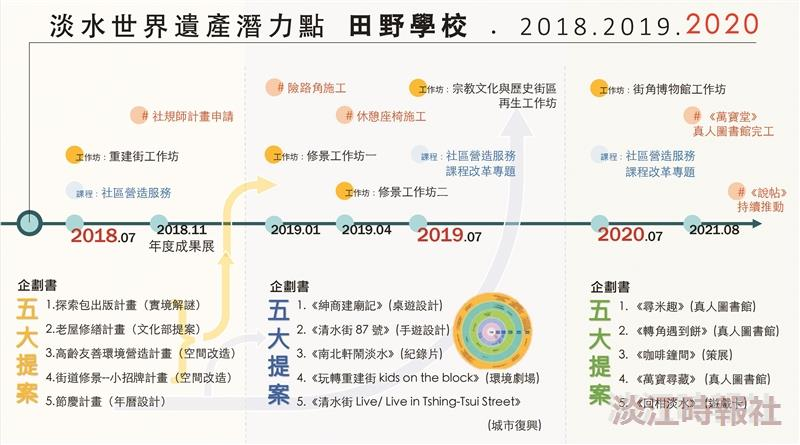 淡水世界遺產潛力點 田野學校 . 2018.2019.2020
# 社規師計畫申請
工作坊：重建街工作坊
課程：社區營造服務
2018.07
2018.11
年度成果展
# 險路角施工
# 休憩座椅施工
工作坊：宗教文化與歷史街區
再生工作坊
工作坊：修景工作坊一
課程：社區營造服務
課程改革專題
工作坊：修景工作坊二
2019.01
2019.04
2019.07
工作坊：街角博物館工作坊
# 《萬寶堂》
真人圖書館完工
課程：社區營造服務
課程改革專題
# 《說帖》
持續推動
2020.07
2021.08
企劃書
五大提案
1.探索包出版計畫（實境解謎）
2.老屋修繕計畫（文化部提案）
3.高齡友善環境營造計畫（空間改造）
4.街道修景--小招牌計畫（空間改造）
5.節慶計畫（年曆設計）
企劃書
五大提案
1.《紳商建廟記》(桌遊設計)
2.《清水街 87 號》(手遊設計)
3.《南北軒鬧淡水》(紀錄片)
4.《玩轉重建街 kids on the block》(環境劇場)
5.《清水街 Live/ Live in Tshing-Tsui Street》
(城市復興)
企劃書
五大提案
1.《尋米趣》(真人圖書館)
2.《轉角遇到餅》(真人圖書館)
3.《咖啡鐘間》(策展)
4.《萬寶尋藏》(真人圖書館)
5.《回相淡水》(遊戲卡)
淡江時報社